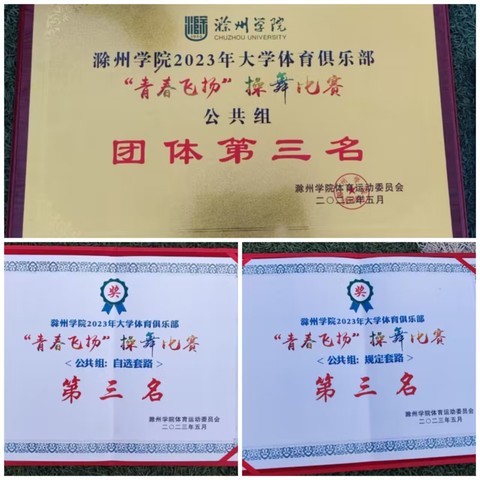 滁州学院
CHUZHOU UNIVERSITY
滁州学院2023年大学体育俱乐部
“青春飞扬”操舞比赛
公共组
团体第三名
滁州学院体育运动委员会
二〇二三年五月
奖
滁州学院2023年大学体育俱乐部
“青春飞扬”操舞比赛
<公共组：自选套路>
第三名
滁州学院体育运动委员会
二〇二三年五月
奖
滁州学院2023年大学体育俱乐部
“青春飞扬”操舞比赛
<公共组：规定套路>
第三名
滁州学院体育运动委员会
二〇二三年五月